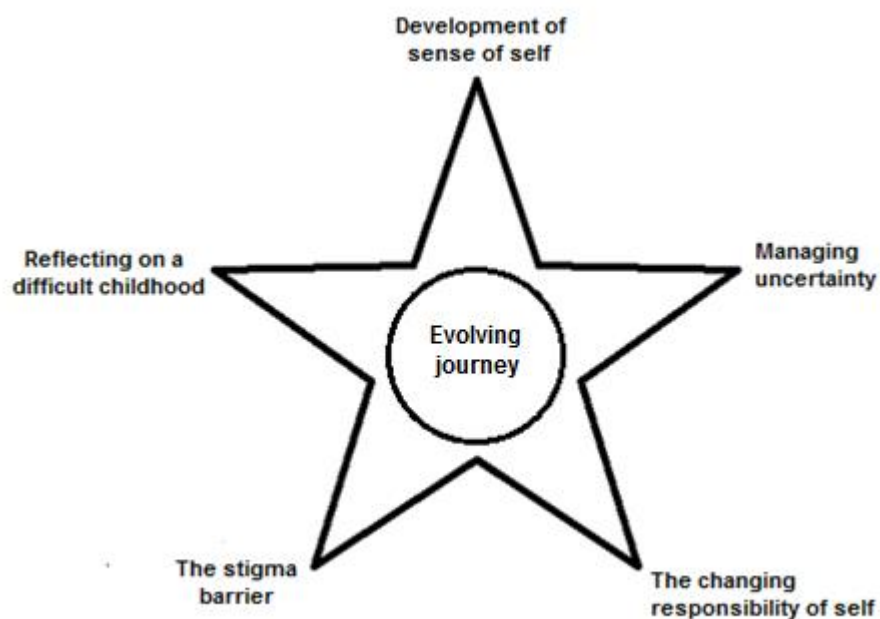 Development of
sense of self
Reflecting on a
difficult childhood
Managing
uncertainty
Evolving
journey
The stigma
barrier
The changing
responsibility of self